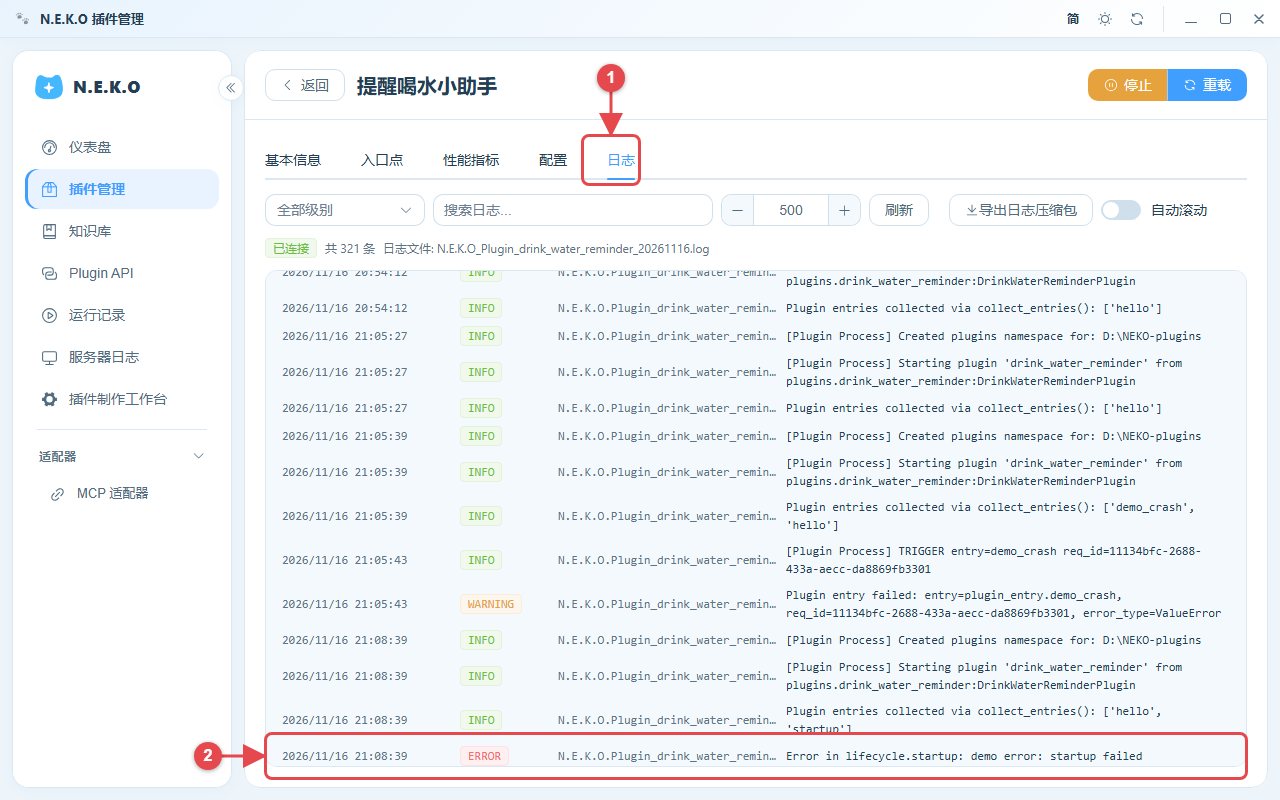 N.E.K.O 插件管理
简
N.E.K.O
仪表盘
插件管理
知识库
Plugin API
运行记录
服务器日志
插件制作工作台
适配器
MCP 适配器
返回
提醒喝水小助手
1
停止
重载
基本信息
入口点
性能指标
配置
日志
全部级别
搜索日志...
500
刷新
导出日志压缩包
自动滚动
已连接 共 321 条 日志文件: N.E.K.O_Plugin_drink_water_reminder_20261116.log
2026/11/16 20:54:12 INFO N.E.K.O.Plugin_drink_water_remin…
plugins.drink_water_reminder:DrinkWaterReminderPlugin
2026/11/16 20:54:12 INFO N.E.K.O.Plugin_drink_water_remin… Plugin entries collected via collect_entries(): ['hello']
2026/11/16 21:05:27 INFO N.E.K.O.Plugin_drink_water_remin… [Plugin Process] Created plugins namespace for: D:\NEKO-plugins
2026/11/16 21:05:27 INFO N.E.K.O.Plugin_drink_water_remin… [Plugin Process] Starting plugin 'drink_water_reminder' from
plugins.drink_water_reminder:DrinkWaterReminderPlugin
2026/11/16 21:05:27 INFO N.E.K.O.Plugin_drink_water_remin… Plugin entries collected via collect_entries(): ['hello']
2026/11/16 21:05:39 INFO N.E.K.O.Plugin_drink_water_remin… [Plugin Process] Created plugins namespace for: D:\NEKO-plugins
2026/11/16 21:05:39 INFO N.E.K.O.Plugin_drink_water_remin… [Plugin Process] Starting plugin 'drink_water_reminder' from
plugins.drink_water_reminder:DrinkWaterReminderPlugin
2026/11/16 21:05:39 INFO N.E.K.O.Plugin_drink_water_remin… Plugin entries collected via collect_entries(): ['demo_crash',
'hello']
2026/11/16 21:05:43 INFO N.E.K.O.Plugin_drink_water_remin… [Plugin Process] TRIGGER entry=demo_crash req_id=11134bfc-2688-
433a-aecc-da8869fb3301
2026/11/16 21:05:43 WARNING N.E.K.O.Plugin_drink_water_remin… Plugin entry failed: entry=plugin_entry.demo_crash,
req_id=11134bfc-2688-433a-aecc-da8869fb3301, error_type=ValueError
2026/11/16 21:08:39 INFO N.E.K.O.Plugin_drink_water_remin… [Plugin Process] Created plugins namespace for: D:\NEKO-plugins
2026/11/16 21:08:39 INFO N.E.K.O.Plugin_drink_water_remin… [Plugin Process] Starting plugin 'drink_water_reminder' from
plugins.drink_water_reminder:DrinkWaterReminderPlugin
2026/11/16 21:08:39 INFO N.E.K.O.Plugin_drink_water_remin… Plugin entries collected via collect_entries(): ['hello',
'startup']
2
2026/11/16 21:08:39 ERROR N.E.K.O.Plugin_drink_water_remin… Error in lifecycle.startup: demo error: startup failed